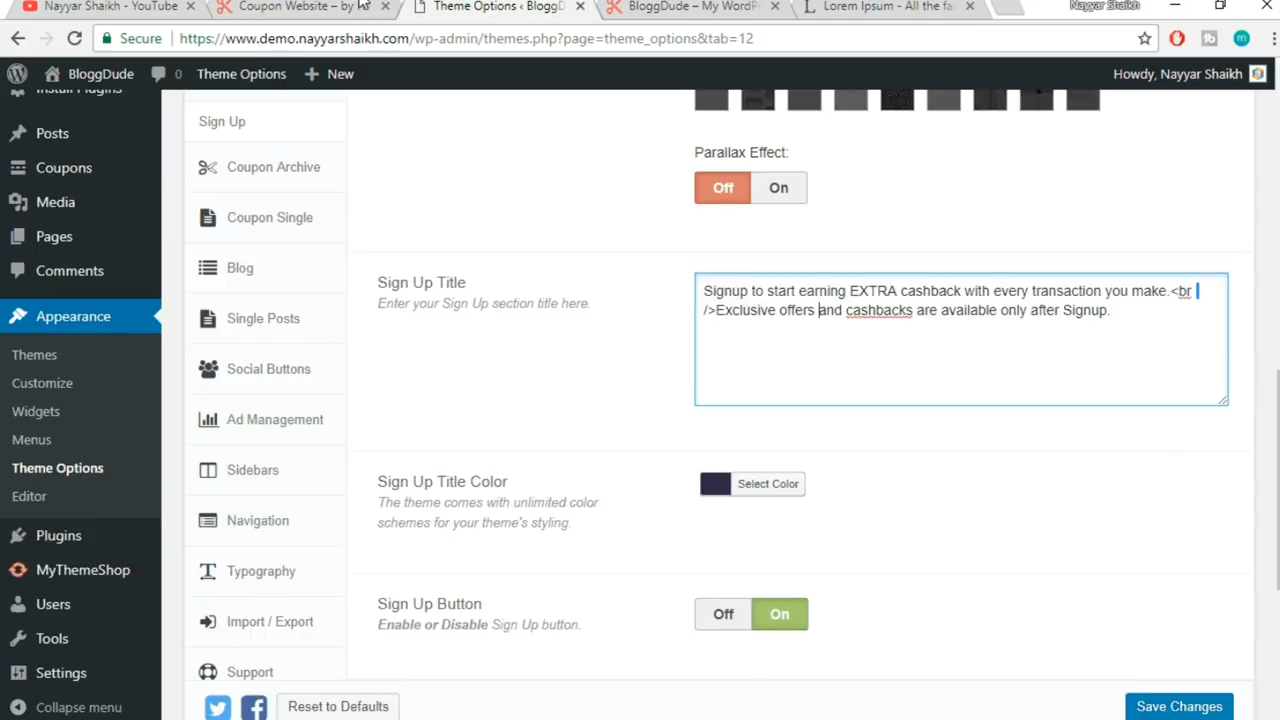 Nayyar Shaikh - YouTube
Coupon Website – by
Theme Options ‹ Blogg
BloggDude – My WordP
Lorem Ipsum - All the fa
Nayyar Shaikh
Secure
https://www.demo.nayyarshaikh.com/wp-admin/themes.php?page=theme_options&tab=12
BloggDude
0
Theme Options
New
Howdy, Nayyar Shaikh
Install Plugins
Posts
Coupons
Media
Pages
Comments
Appearance
Themes
Customize
Widgets
Menus
Theme Options
Editor
Plugins
MyThemeShop
Users
Tools
Settings
Collapse menu
Sign Up
Coupon Archive
Coupon Single
Blog
Single Posts
Social Buttons
Ad Management
Sidebars
Navigation
Typography
Import / Export
Support
Parallax Effect:
Off
On
Sign Up Title
Enter your Sign Up section title here.
Signup to start earning EXTRA cashback with every transaction you make.<br
/>Exclusive offers and cashbacks are available only after Signup.
Sign Up Title Color
The theme comes with unlimited color
schemes for your theme's styling.
Select Color
Sign Up Button
Enable or Disable Sign Up button.
Off
On
Reset to Defaults
Save Changes